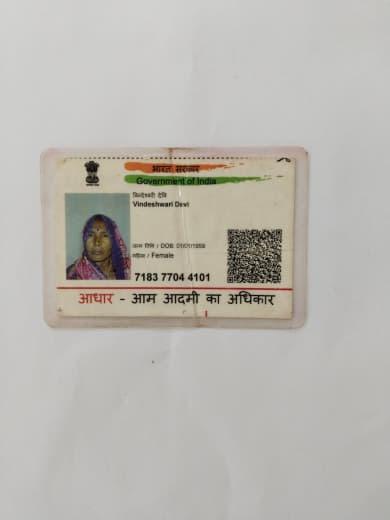 भारत सरकार
Government of India
विन्देश्वरी देवि
Vindeshwari Devi
जन्म तिथि / DOB: 01/01/1959
महिला / Female
7183 7704 4101
आधार - आम आदमी का अधिकार